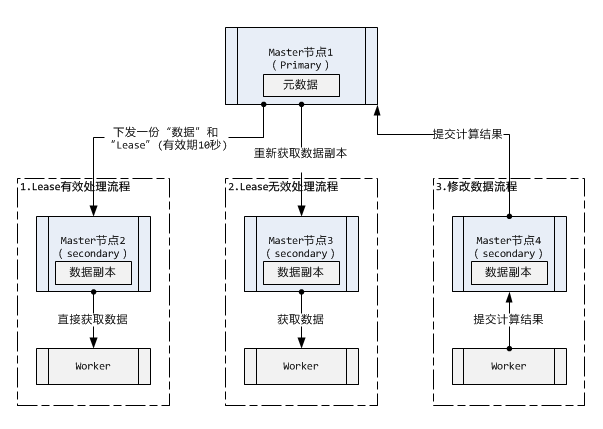 Master节点1
( Primary )
元数据
下发一份“数据”和
“Lease”(有效期10秒)
重新获取数据副本
提交计算结果
1.Lease有效处理流程
2.Lease无效处理流程
3.修改数据流程
Master节点2
( secondary )
数据副本
Master节点3
( secondary )
数据副本
Master节点4
( secondary )
数据副本
直接获取数据
获取数据
提交计算结果
Worker
Worker
Worker